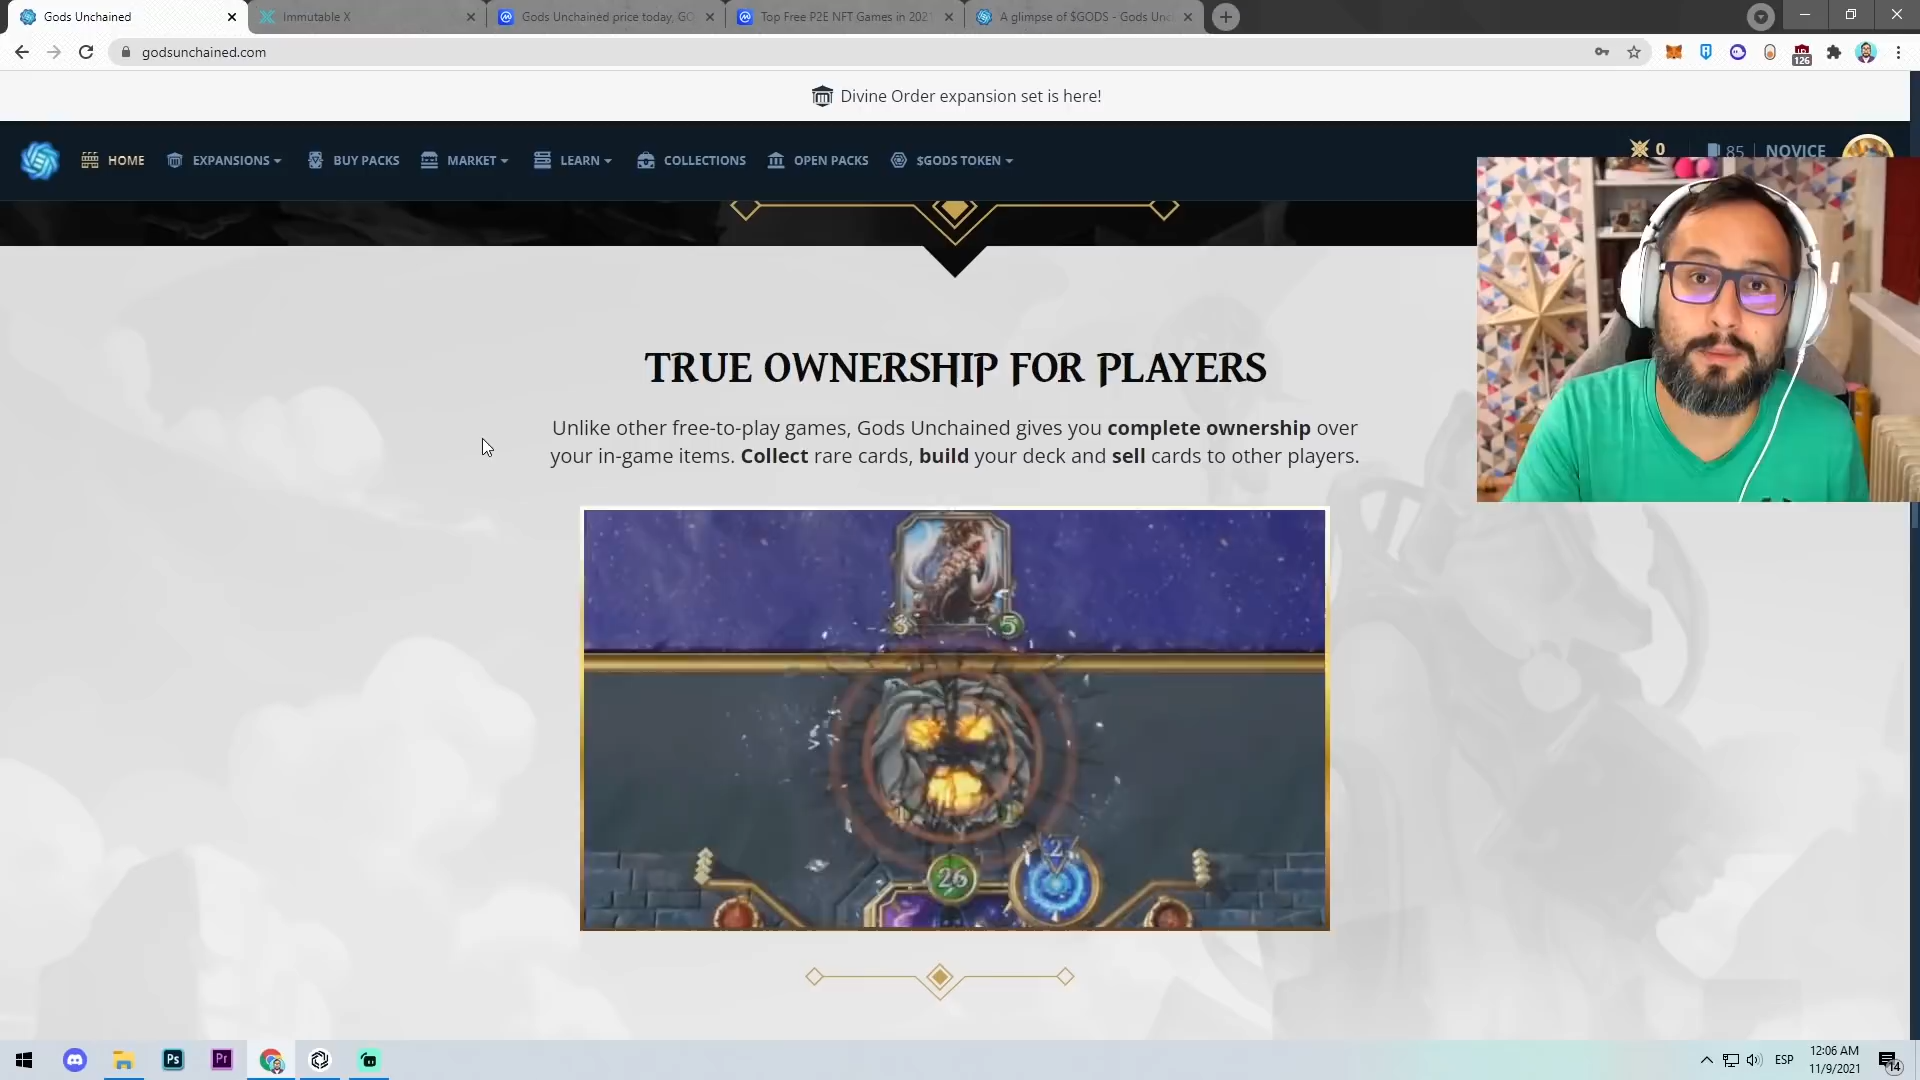 Gods Unchained
Immutable X
Gods Unchained price today, GO
Top Free P2E NFT Games in 2021
A glimpse of $GODS - Gods Unc
godsunchained.com
126
Divine Order expansion set is here!
HOME
EXPANSIONS
BUY PACKS
MARKET
LEARN
COLLECTIONS
OPEN PACKS
$GODS TOKEN
0
85
NOVICE
TRUE OWNERSHIP FOR PLAYERS
Unlike other free-to-play games, Gods Unchained gives you complete ownership over
your in-game items. Collect rare cards, build your deck and sell cards to other players.
3
5
2
26
Ps
Pr
ESP
12:06 AM
11/9/2021
14